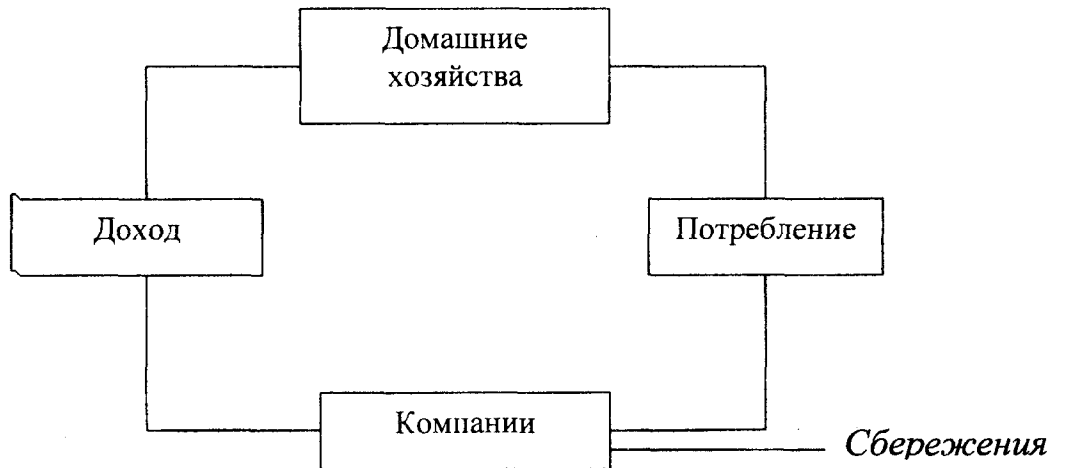 Домашние
хозяйства
Доход
Потребление
Компании
Сбережения